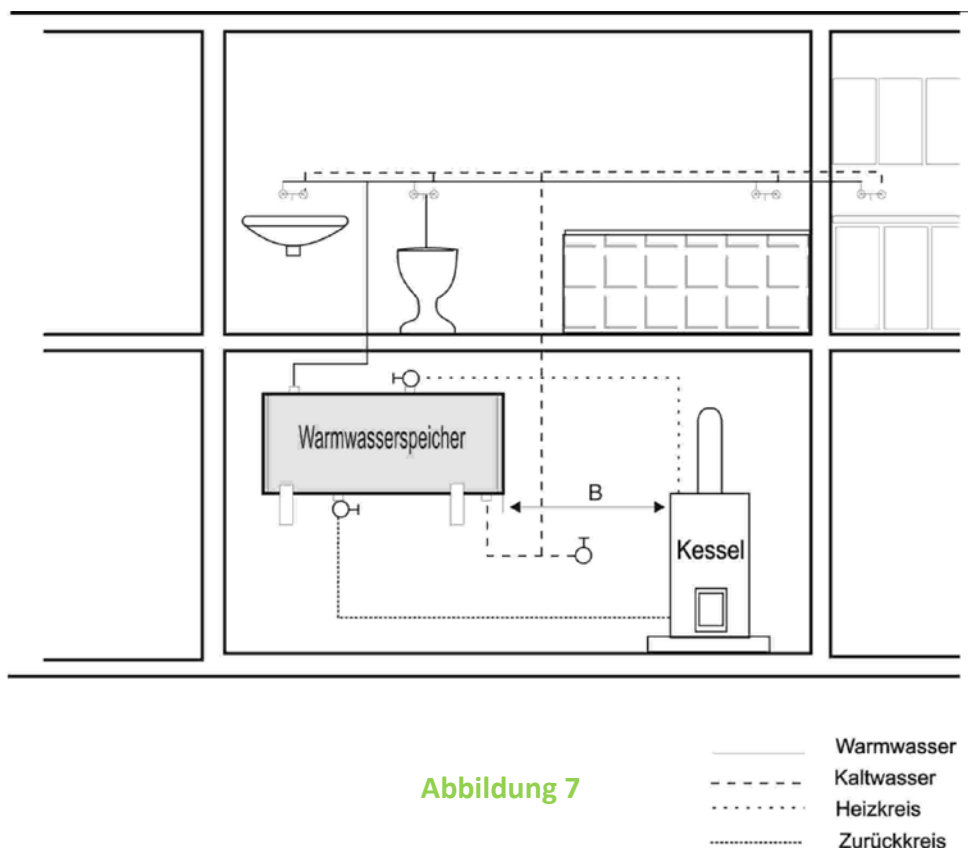 Warmwasserspeicher
B
Kessel
Abbildung 7
Warmwasser
Kaltwasser
Heizkreis
Zurückkreis